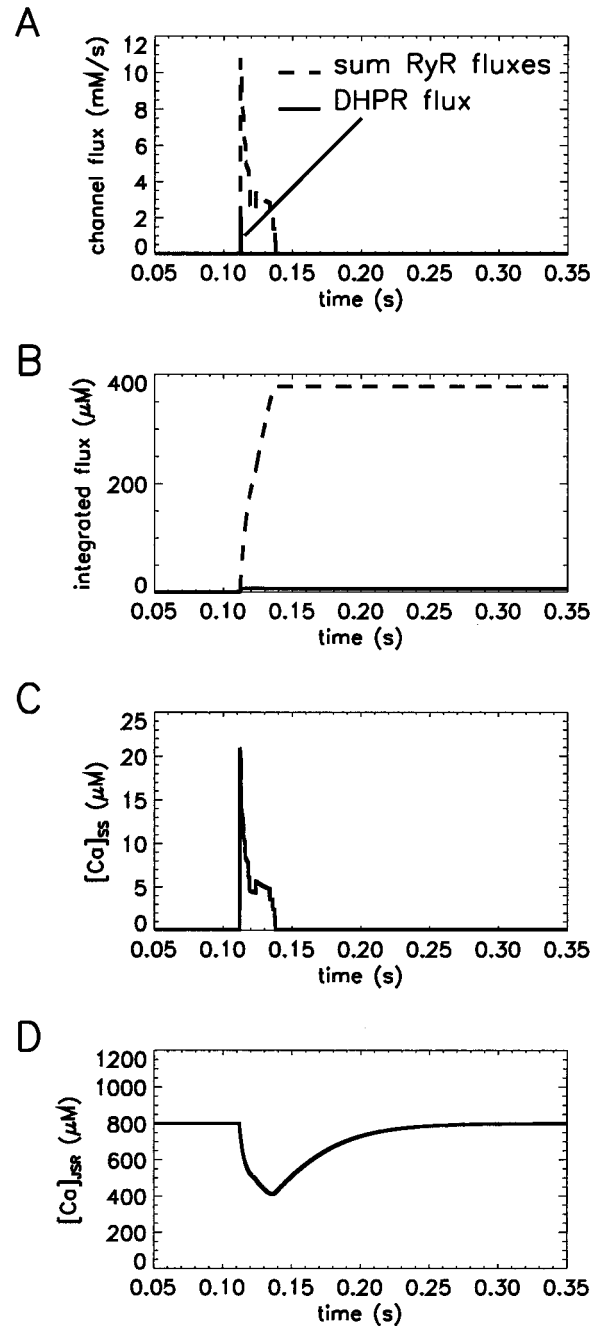 A
channel flux (mM/s)
12
10
8
6
4
2
0
sum RyR fluxes
DHPR flux
0.05 0.10 0.15 0.20 0.25 0.30 0.35
time (s)
B
integrated flux (μM)
400
200
0
0.05 0.10 0.15 0.20 0.25 0.30 0.35
time (s)
C
[Ca]SS (μM)
25
20
15
10
5
0
0.05 0.10 0.15 0.20 0.25 0.30 0.35
time (s)
D
[Ca]JSR (μM)
1200
1000
800
600
400
200
0
0.05 0.10 0.15 0.20 0.25 0.30 0.35
time (s)